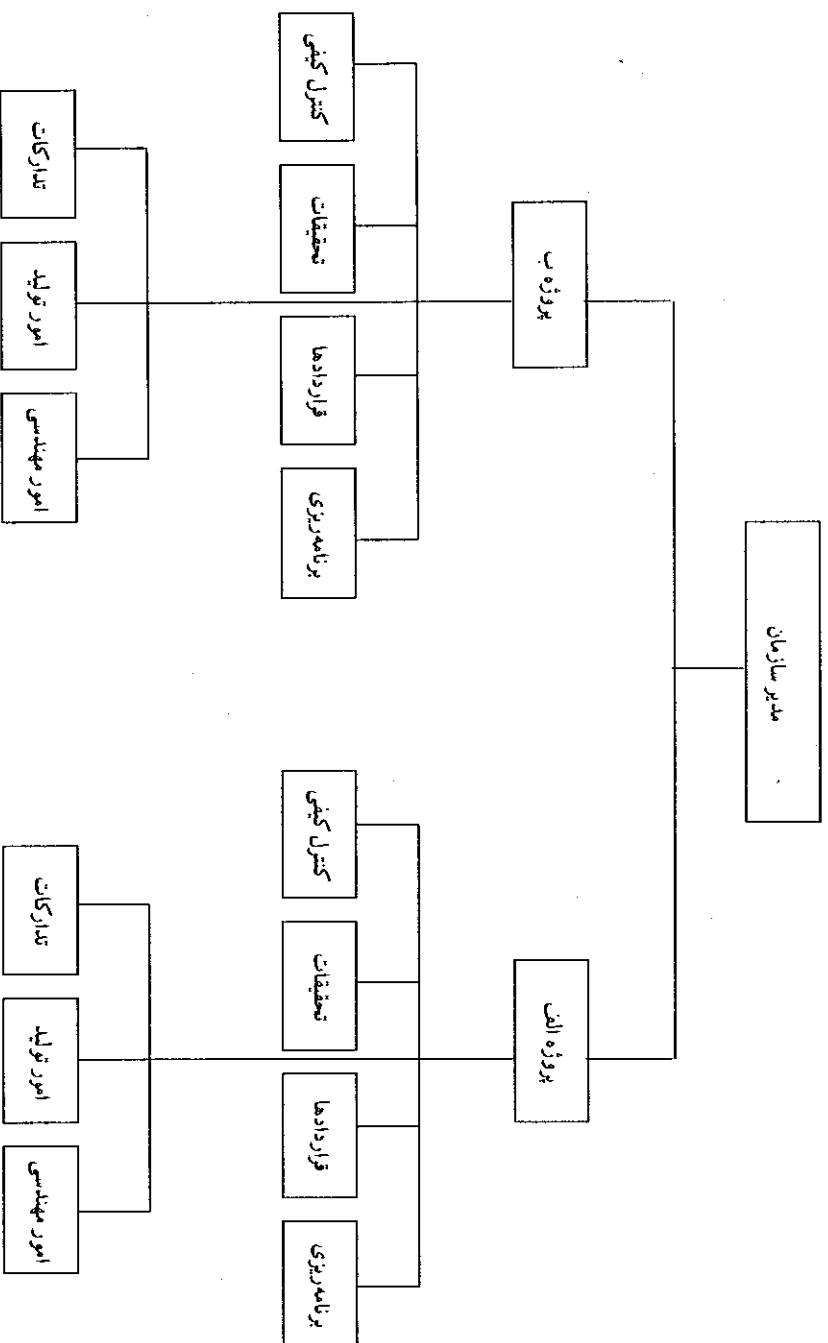 مدیر سازمان
پروژه الف
پروژه ب
برنامه‌ریزی
قراردادها
تحقیقات
کنترل کیفی
برنامه‌ریزی
قراردادها
تحقیقات
کنترل کیفی
امور مهندسی
امور تولید
تدارکات
امور مهندسی
امور تولید
تدارکات